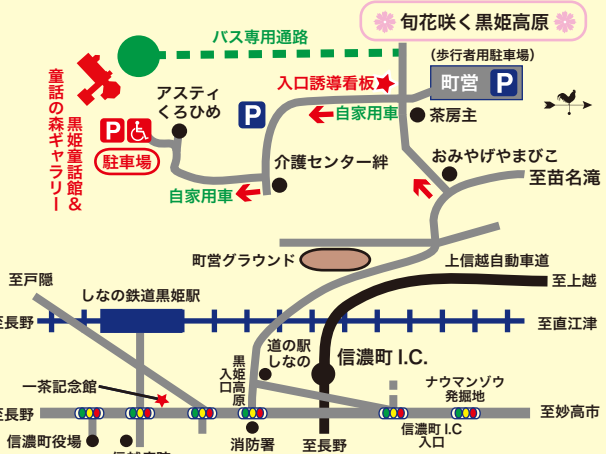 旬花咲く黒姫高原
バス専用通路
(歩行者用駐車場)
町営 P
入口誘導看板
自家用車
茶房主
童話の森ギャラリー
黒姫童話館&
アスティ
くろひめ
P
P
駐車場
介護センター絆
自家用車
おみやげやまびこ
至苗名滝
町営グラウンド
上信越自動車道
至上越
至戸隠
しなの鉄道黒姫駅
至長野
至直江津
道の駅
しなの
信濃町 I.C.
黒姫高原
入口
一茶記念館
ナウマンゾウ
発掘地
至長野
至妙高市
信濃町役場
消防署
至長野
信濃町 I.C
入口